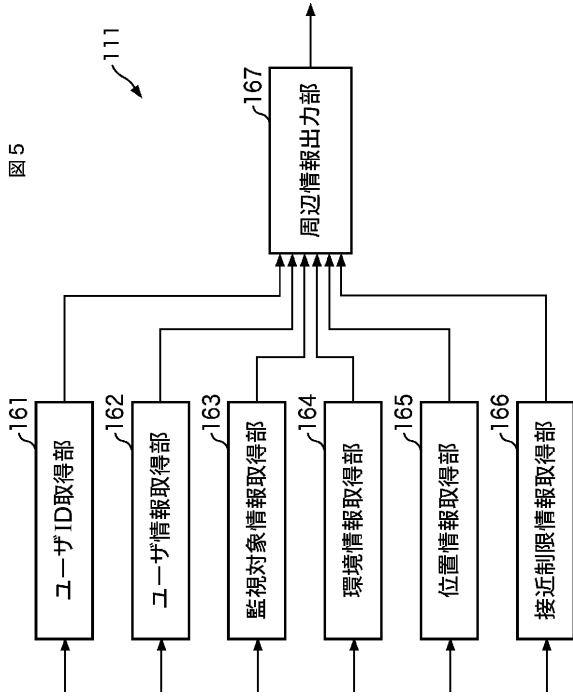 図5
111
161
ユーザID取得部
162
ユーザ情報取得部
163
監視対象情報取得部
164
環境情報取得部
165
位置情報取得部
166
接近制限情報取得部
167
周辺情報出力部